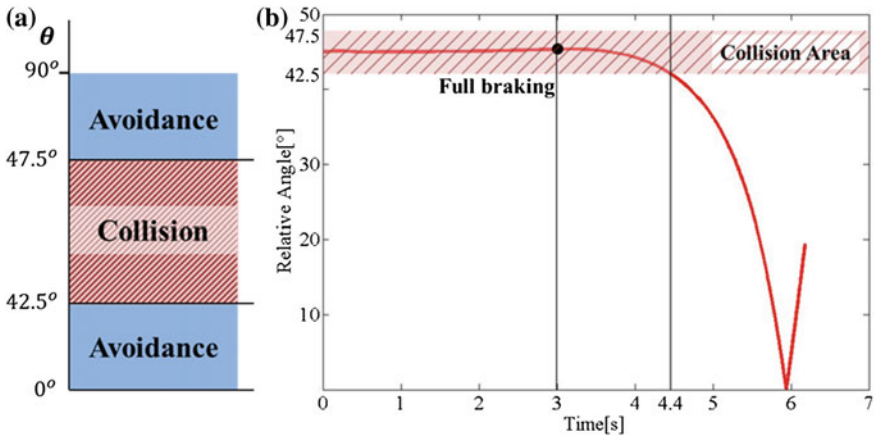 (a)
θ
90°
Avoidance
47.5°
Collision
42.5°
Avoidance
0°
(b)
50
47.5
Collision Area
42.5
Full braking
30
20
10
Relative Angle[°]
0 1 2 3 4 4.4 5 6 7
Time[s]